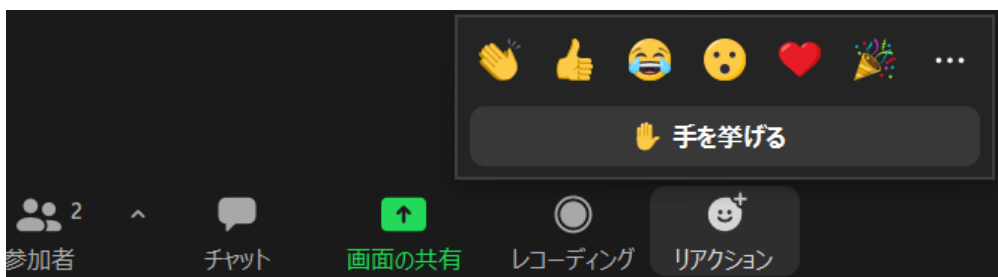 手を挙げる
2
参加者
チャット
画面の共有
レコーディング
リアクション